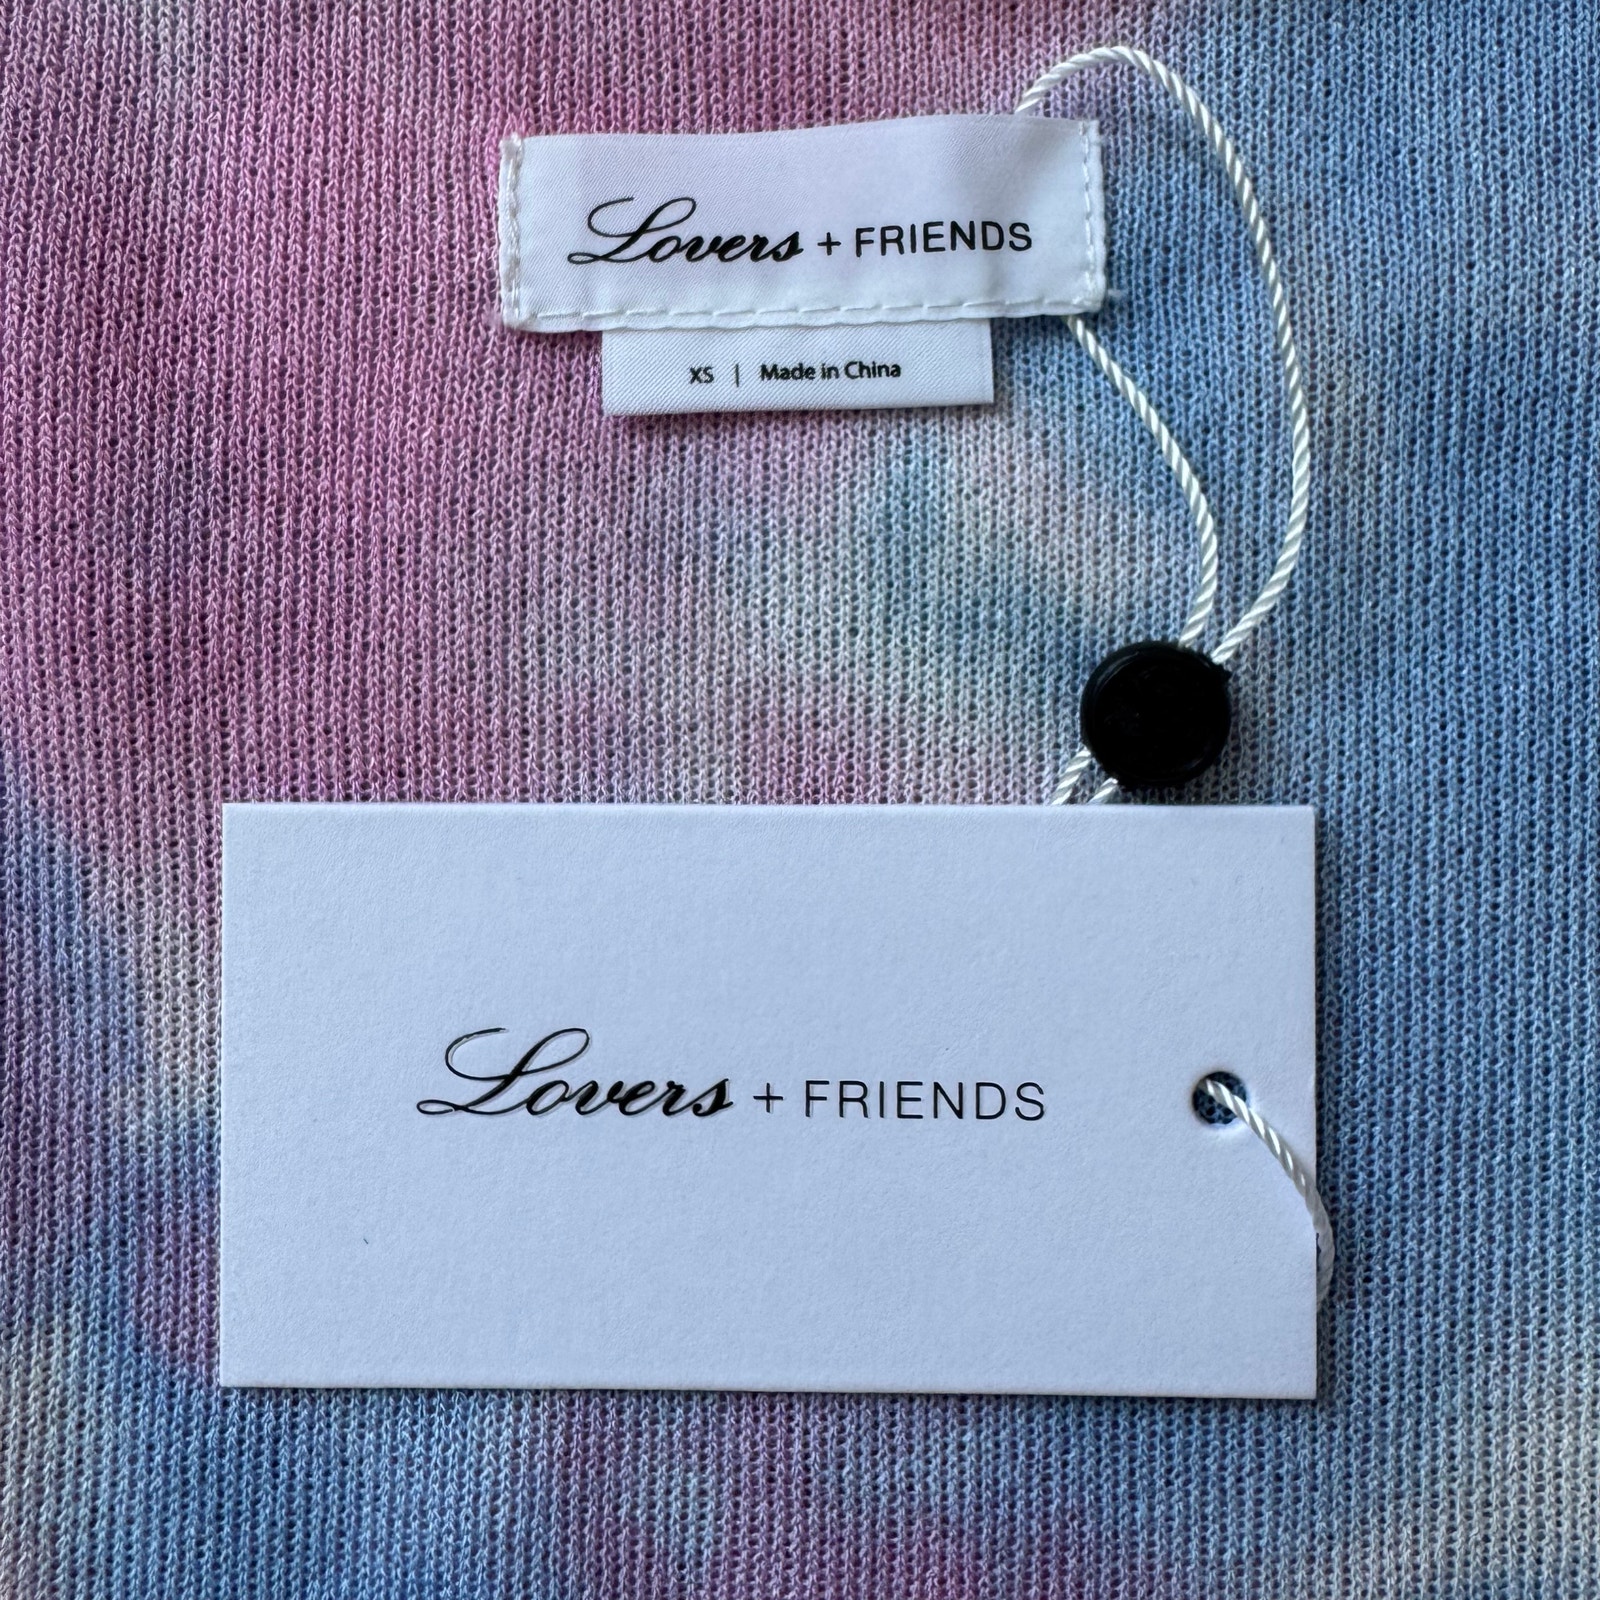 Lovers + FRIENDS
XS | Made in China
Lovers + FRIENDS